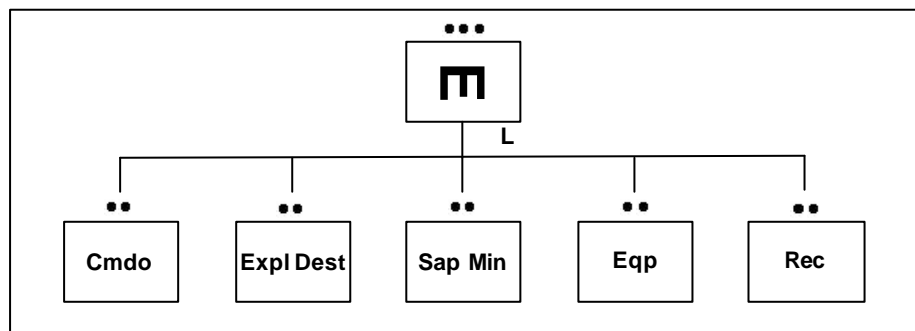 L
Cmdo
Expl Dest
Sap Min
Eqp
Rec